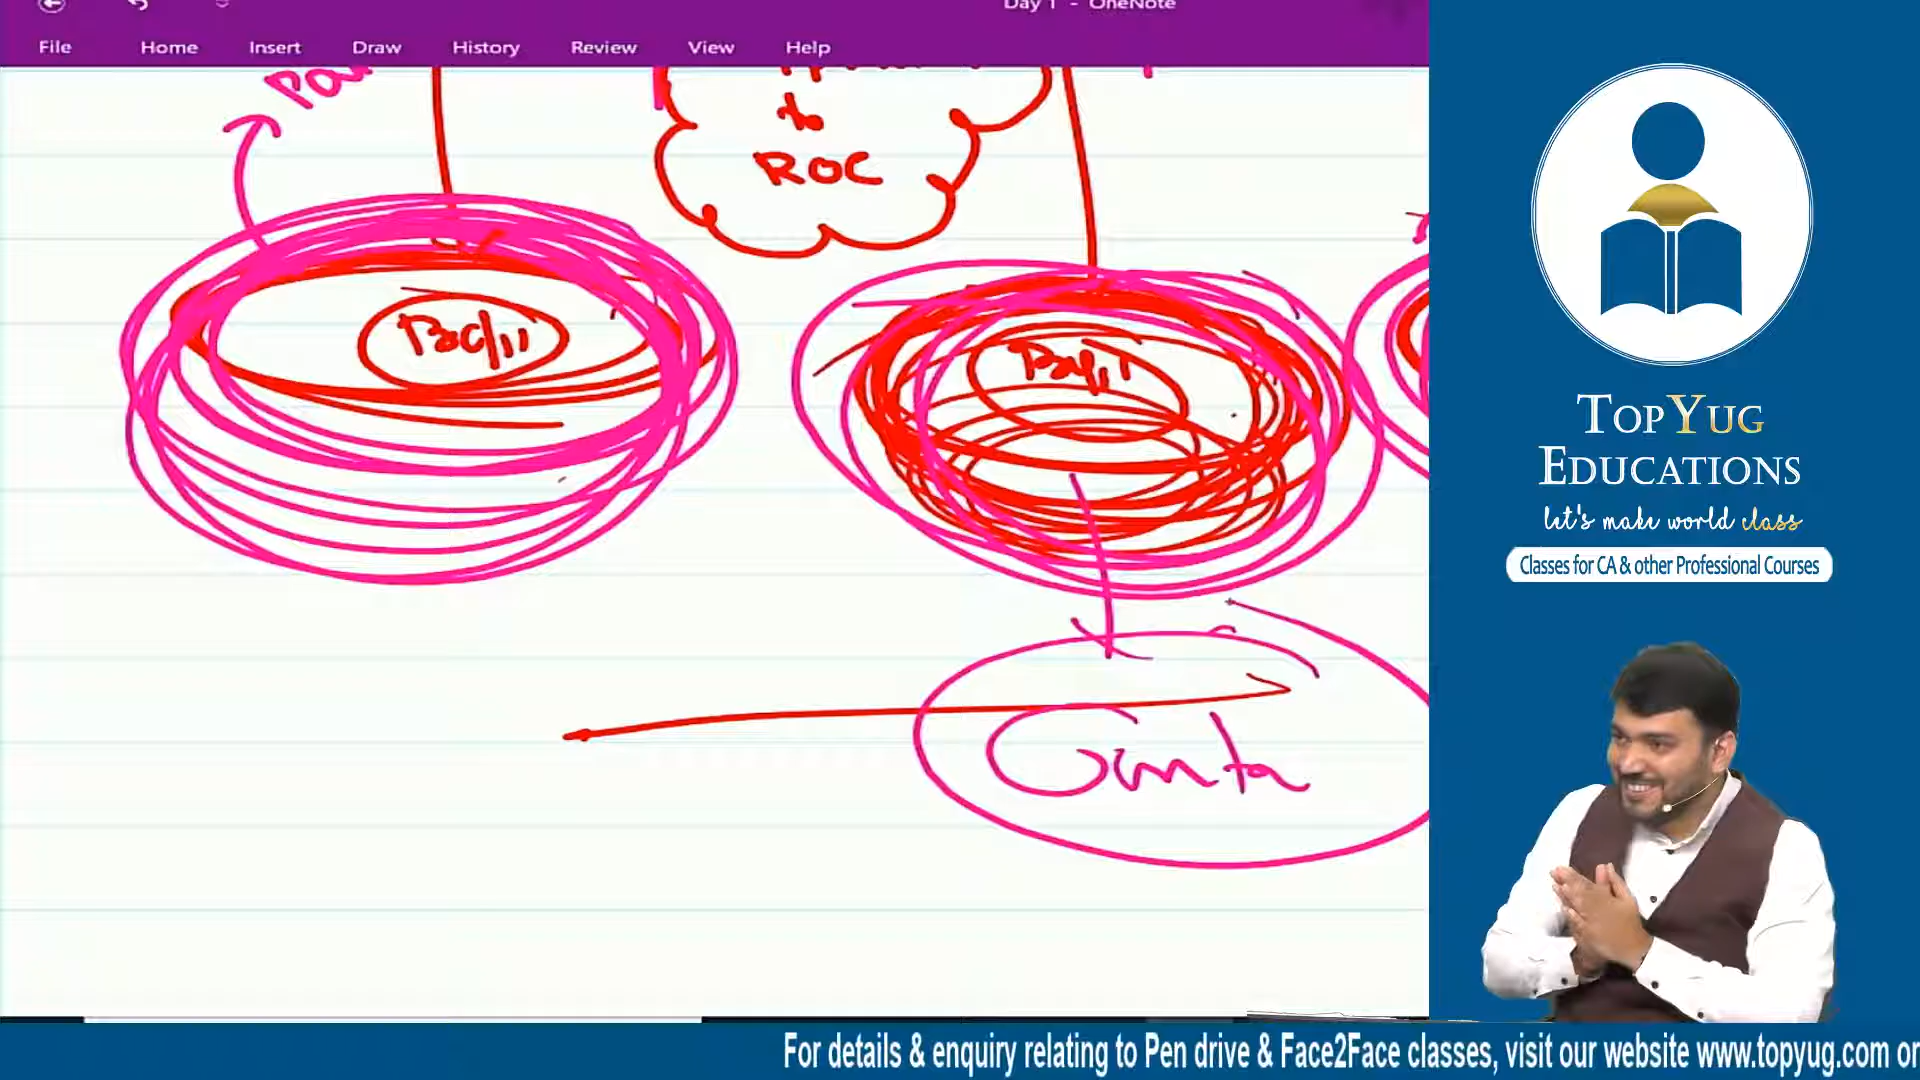 Day 1 - OneNote
File Home Insert Draw History Review View Help
to
ROC
TOPYUG
EDUCATIONS
let's make world class
Classes for CA & other Professional Courses
For details & enquiry relating to Pen drive & Face2Face classes, visit our website www.topyug.com or